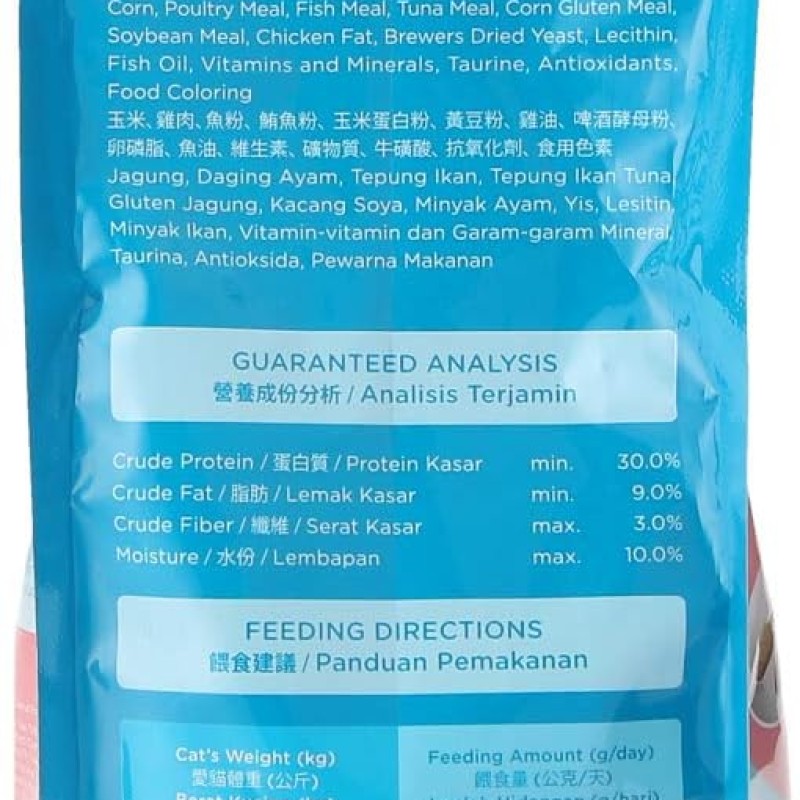 Corn, Poultry Meal, Fish Meal, Tuna Meal, Corn Gluten Meal,
Soybean Meal, Chicken Fat, Brewers Dried Yeast, Lecithin,
Fish Oil, Vitamins and Minerals, Taurine, Antioxidants,
Food Coloring
玉米、雞肉、魚粉、鮪魚粉、玉米蛋白粉、黃豆粉、雞油、啤酒酵母粉、
卵磷脂、魚油、維生素、礦物質、牛磺酸、抗氧化劑、食用色素
Jagung, Daging Ayam, Tepung Ikan, Tepung Ikan Tuna
Gluten Jagung, Kacang Soya, Minyak Ayam, Yis, Lesitin,
Minyak Ikan, Vitamin-vitamin dan Garam-garam Mineral
Taurina, Antioksida, Pewarna Makanan
GUARANTEED ANALYSIS
營養成份分析 / Analisis Terjamin
Crude Protein / 蛋白質 / Protein Kasar min. 30.0%
Crude Fat / 脂肪 / Lemak Kasar min. 9.0%
Crude Fiber / 纖維 / Serat Kasar max. 3.0%
Moisture / 水份 / Lembapan max. 10.0%
FEEDING DIRECTIONS
餵食建議 / Panduan Pemakanan
Cat's Weight (kg) Feeding Amount (g/day)
愛貓體重 (公斤) 餵食量 (公克/天)